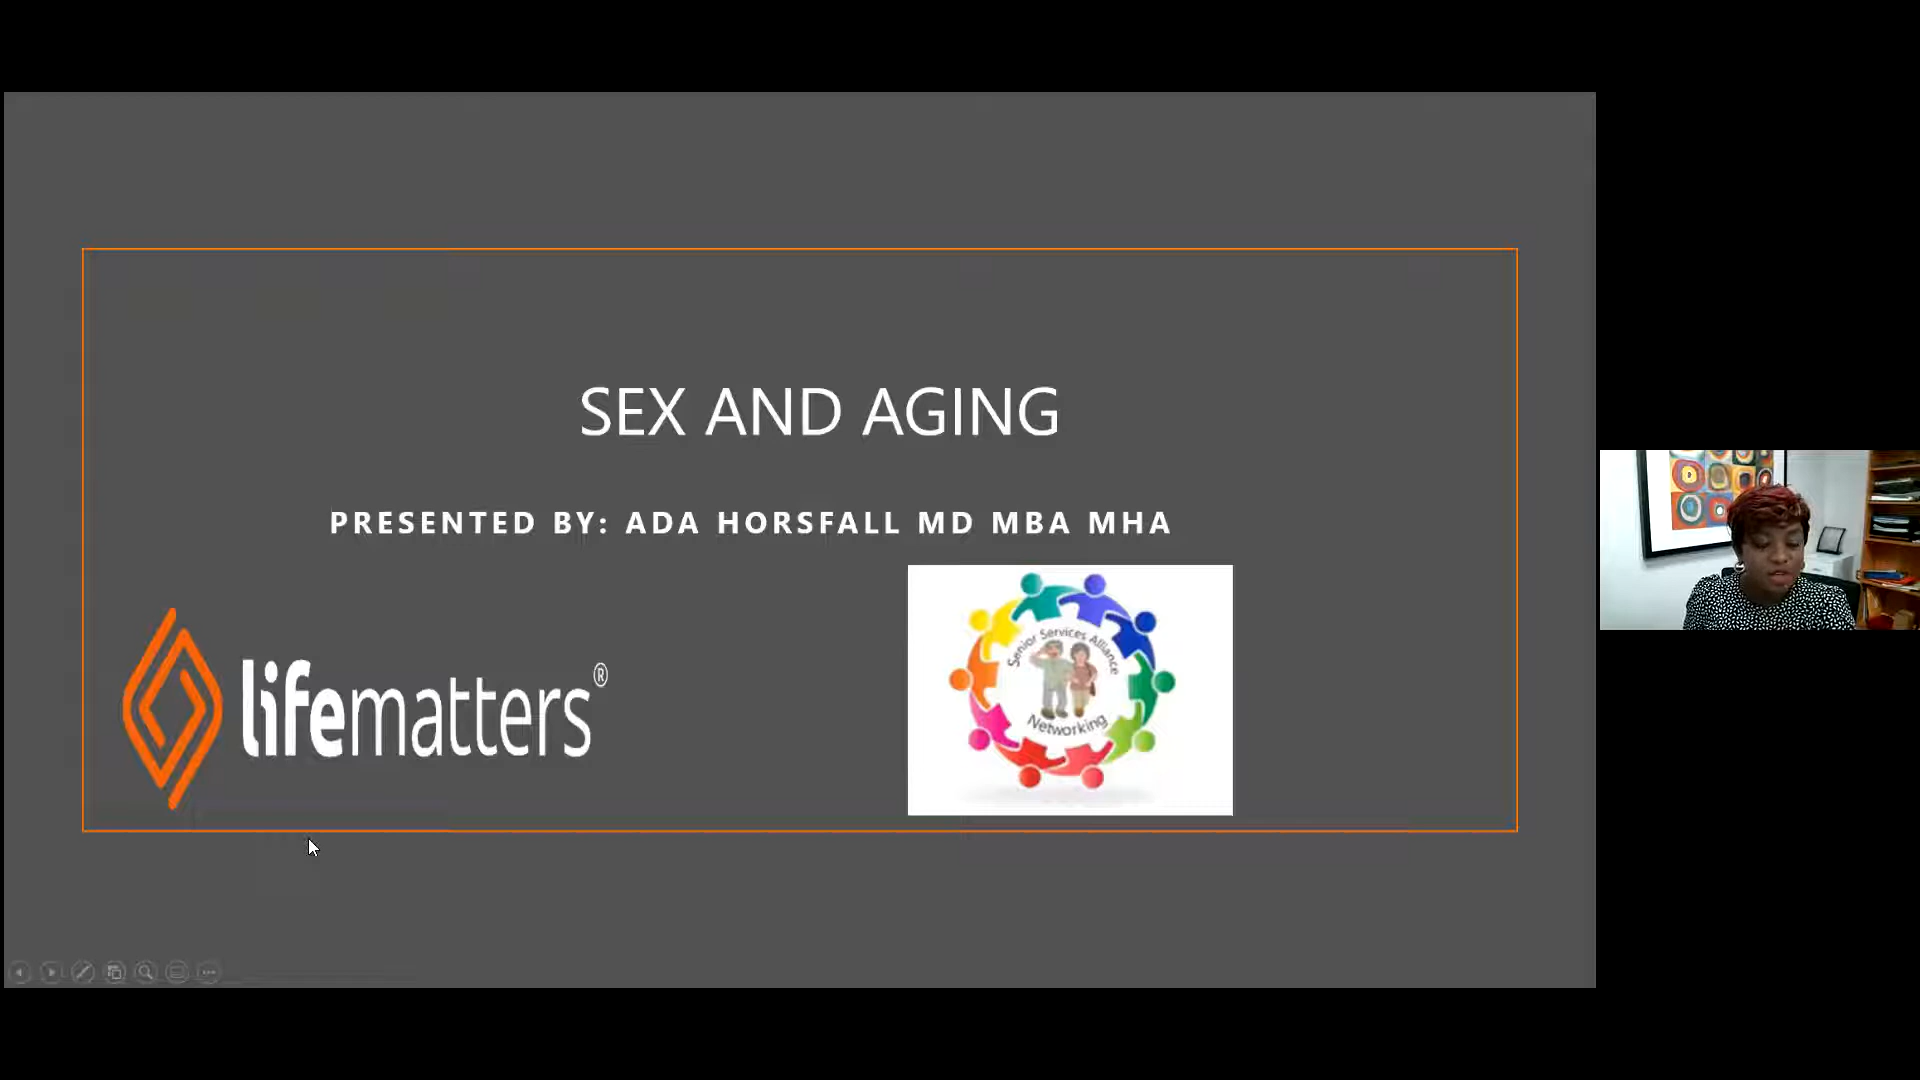 SEX AND AGING
PRESENTED BY: ADA HORSFALL MD MBA MHA
lifematters®
Senior Services Alliance
Networking